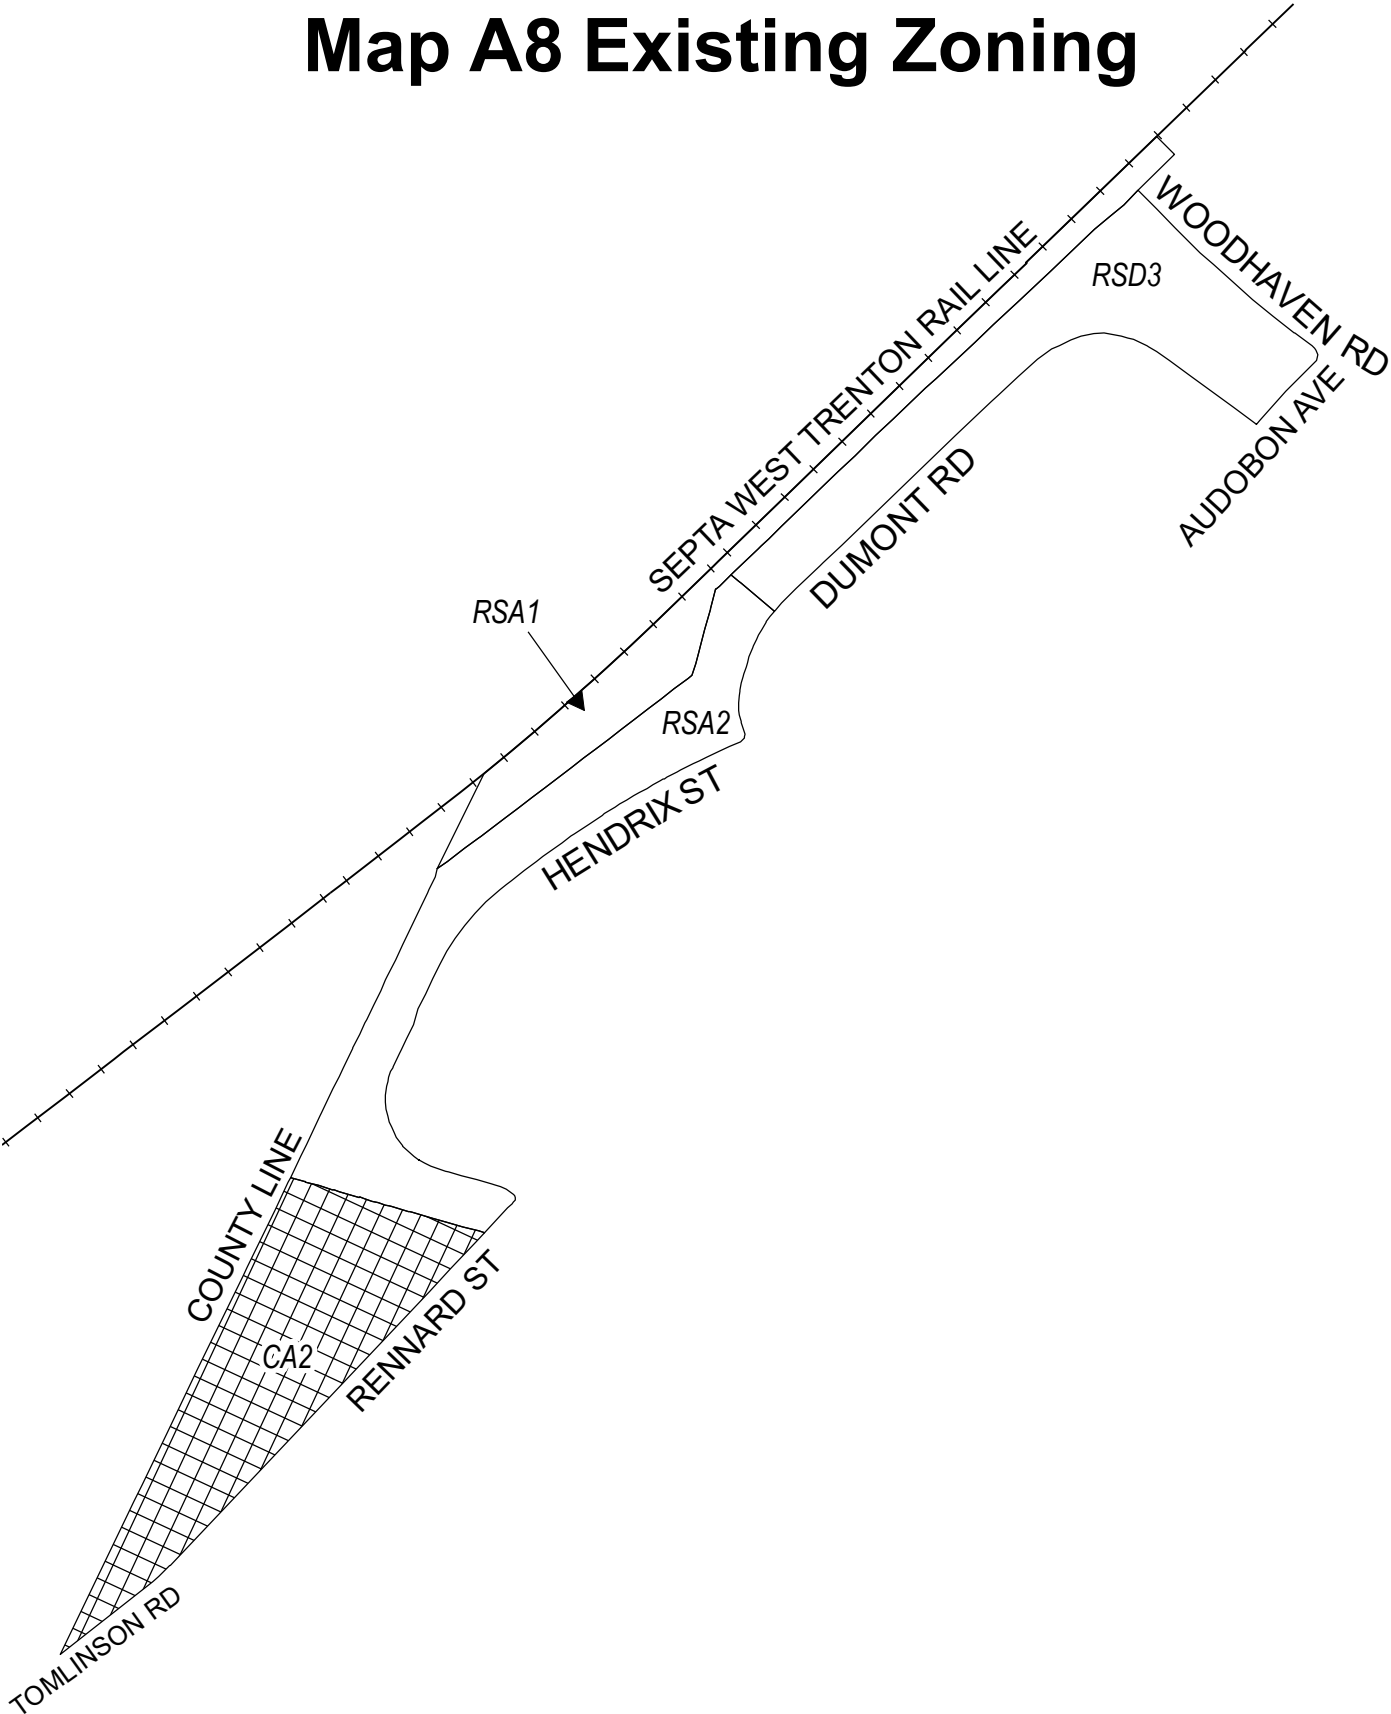 Map A8 Existing Zoning
WOODHAVEN RD
RSD3
SEPTA WEST TRENTON RAIL LINE
AUDOBON AVE
DUMONT RD
RSA1
RSA2
HENDRIX ST
COUNTY LINE
RENNARD ST
CA2
TOMLINSON RD